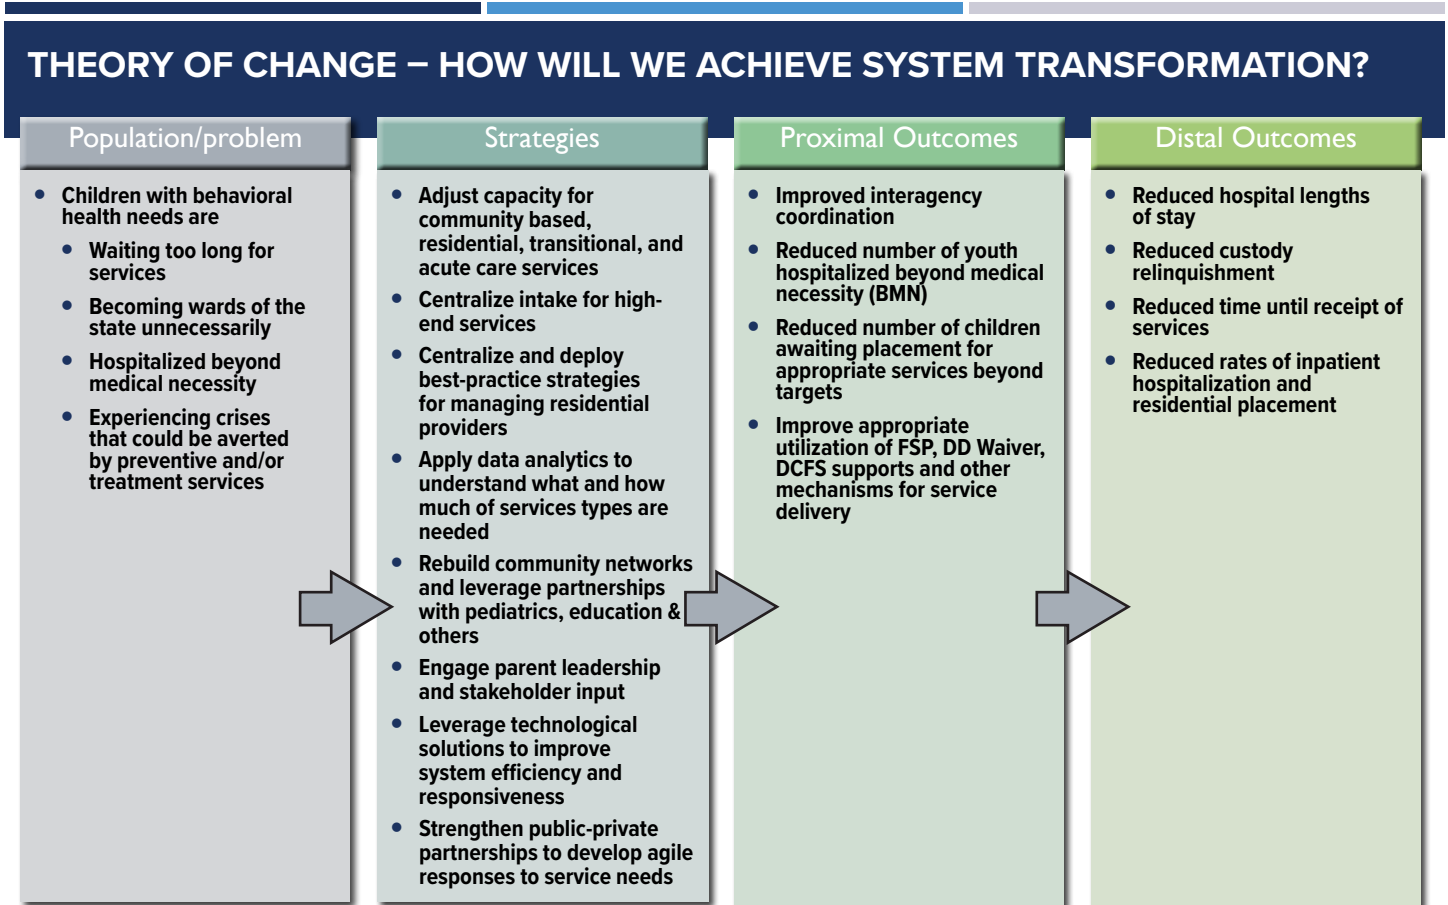 THEORY OF CHANGE – HOW WILL WE ACHIEVE SYSTEM TRANSFORMATION?
Population/problem
• Children with behavioral
health needs are
• Waiting too long for
services
• Becoming wards of the
state unnecessarily
• Hospitalized beyond
medical necessity
• Experiencing crises
that could be averted
by preventive and/or
treatment services
Strategies
• Adjust capacity for
community based,
residential, transitional, and
acute care services
• Centralize intake for high-
end services
• Centralize and deploy
best-practice strategies
for managing residential
providers
• Apply data analytics to
understand what and how
much of services types are
needed
• Rebuild community networks
and leverage partnerships
with pediatrics, education &
others
• Engage parent leadership
and stakeholder input
• Leverage technological
solutions to improve
system efficiency and
responsiveness
• Strengthen public-private
partnerships to develop agile
responses to service needs
Proximal Outcomes
• Improved interagency
coordination
• Reduced number of youth
hospitalized beyond medical
necessity (BMN)
• Reduced number of children
awaiting placement for
appropriate services beyond
targets
• Improve appropriate
utilization of FSP, DD Waiver,
DCFS supports and other
mechanisms for service
delivery
Distal Outcomes
• Reduced hospital lengths
of stay
• Reduced custody
relinquishment
• Reduced time until receipt of
services
• Reduced rates of inpatient
hospitalization and
residential placement